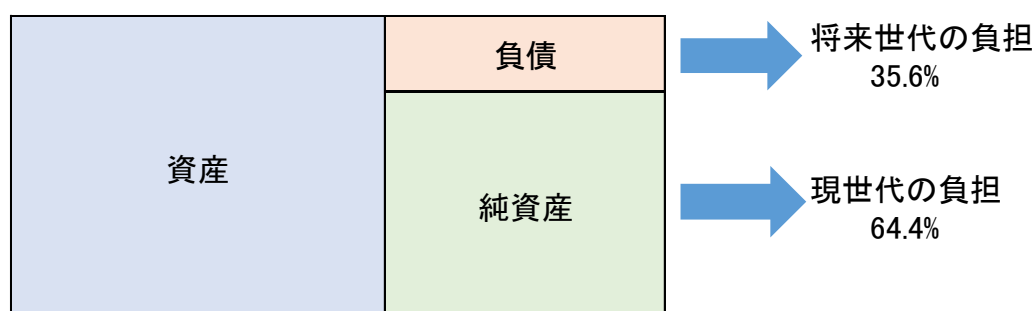 資産
負債
純資産
将来世代の負担
35.6%
現世代の負担
64.4%